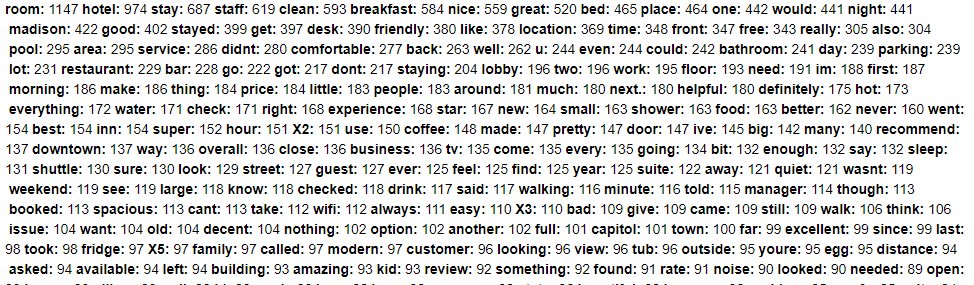 room: 1147 hotel: 974 stay: 687 staff: 619 clean: 593 breakfast: 584 nice: 559 great: 520 bed: 465 place: 464 one: 442 would: 441 night: 441
madison: 422 good: 402 stayed: 399 get: 397 desk: 390 friendly: 380 like: 378 location: 369 time: 348 front: 347 free: 343 really: 305 also: 304
pool: 295 area: 295 service: 286 didnt: 280 comfortable: 277 back: 263 well: 262 u: 244 even: 244 could: 242 bathroom: 241 day: 239 parking: 239
lot: 231 restaurant: 229 bar: 228 go: 222 got: 217 dont: 217 staying: 204 lobby: 196 two: 196 work: 195 floor: 193 need: 191 im: 188 first: 187
morning: 186 make: 186 thing: 184 price: 184 little: 183 people: 183 around: 181 much: 180 next.: 180 helpful: 180 definitely: 175 hot: 173
everything: 172 water: 171 check: 171 right: 168 experience: 168 star: 167 new: 164 small: 163 shower: 163 food: 163 better: 162 never: 160 went:
154 best: 154 inn: 154 super: 152 hour: 151 X2: 151 use: 150 coffee: 148 made: 147 pretty: 147 door: 147 ive: 145 big: 142 many: 140 recommend:
137 downtown: 137 way: 136 overall: 136 close: 136 business: 136 tv: 135 come: 135 every: 135 going: 134 bit: 132 enough: 132 say: 132 sleep:
131 shuttle: 130 sure: 130 look: 129 street: 127 guest: 127 ever: 125 feel: 125 find: 125 year: 125 suite: 122 away: 121 quiet: 121 wasnt: 119
weekend: 119 see: 119 large: 118 know: 118 checked: 118 drink: 117 said: 117 walking: 116 minute: 116 told: 115 manager: 114 though: 113
booked: 113 spacious: 113 cant: 113 take: 112 wifi: 112 always: 111 easy: 110 X3: 110 bad: 109 give: 109 came: 109 still: 109 walk: 106 think: 106
issue: 104 want: 104 old: 104 decent: 104 nothing: 102 option: 102 another: 102 full: 101 capitol: 101 town: 100 far: 99 excellent: 99 since: 99 last:
98 took: 98 fridge: 97 X5: 97 family: 97 called: 97 modern: 97 customer: 96 looking: 96 view: 96 tub: 96 outside: 95 youre: 95 egg: 95 distance: 94
asked: 94 available: 94 left: 94 building: 93 amazing: 93 kid: 93 review: 92 something: 92 found: 91 rate: 91 noise: 90 looked: 90 needed: 89 open: